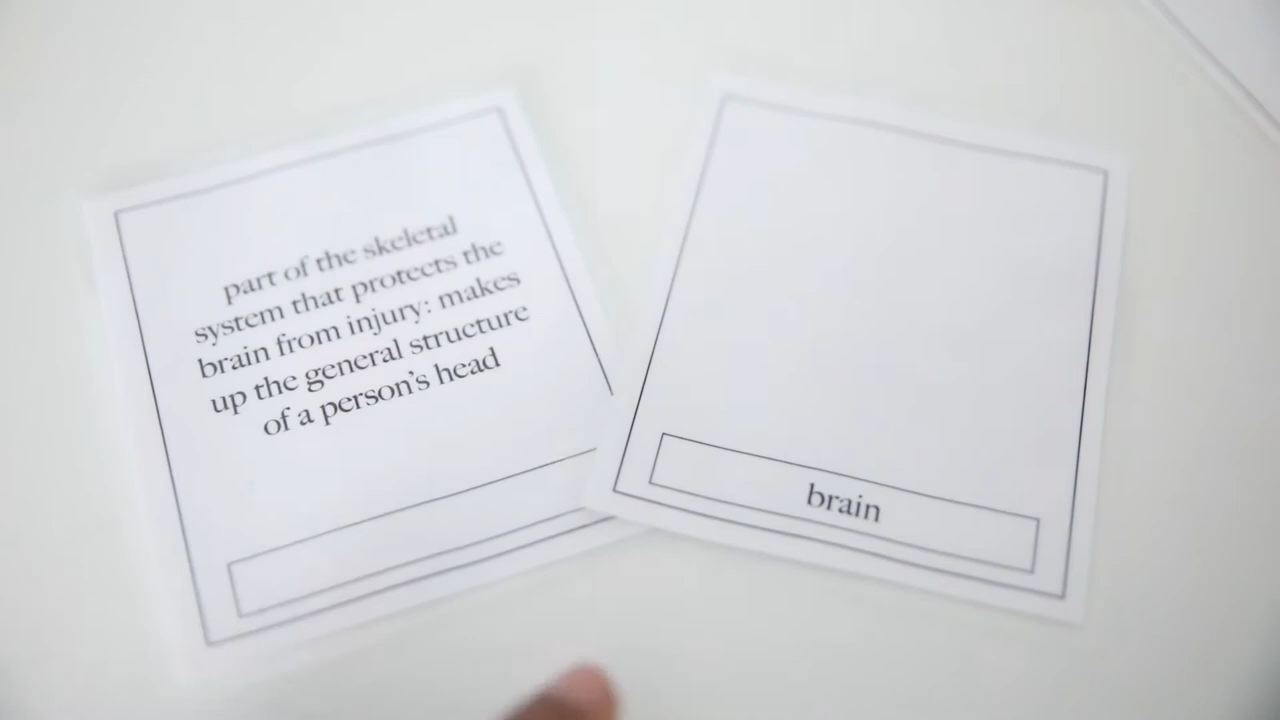 part of the skeletal
system that protects the
brain from injury: makes
up the general structure
of a person's head
brain